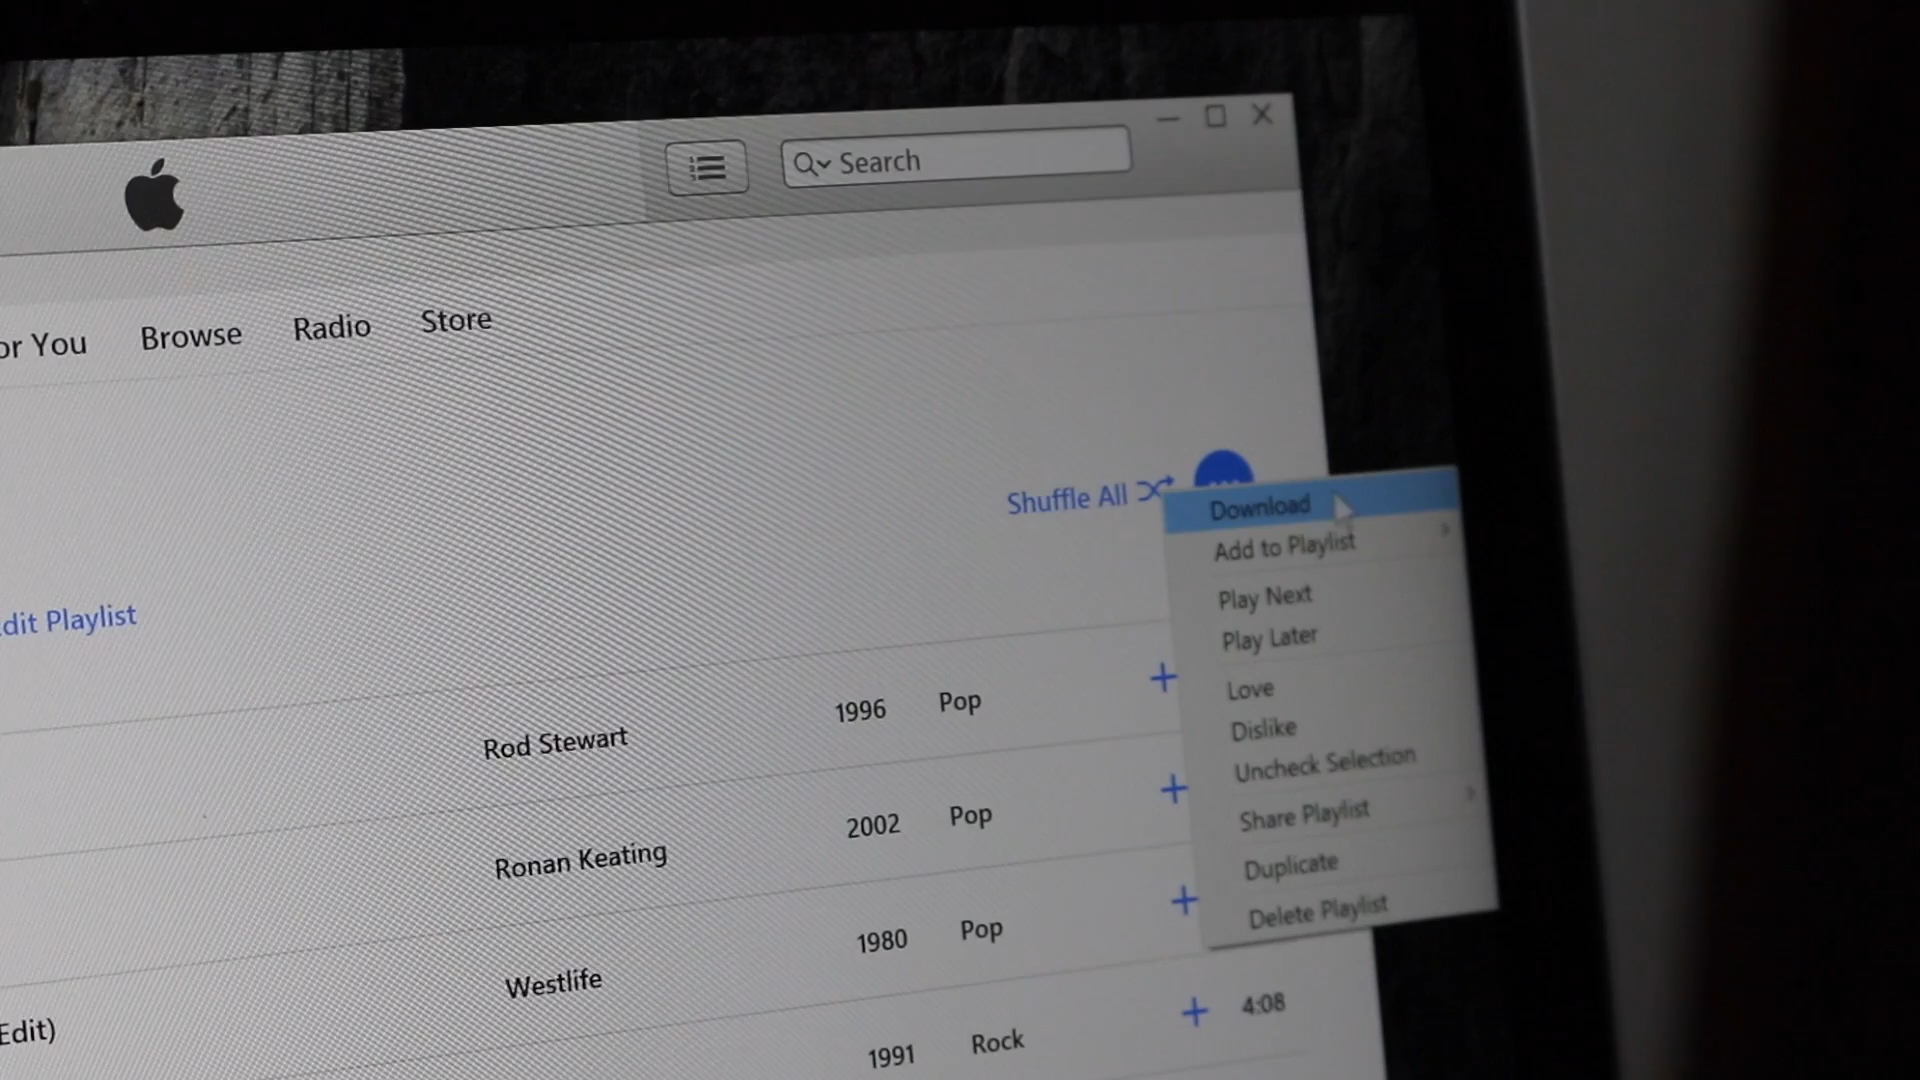 Search
or You Browse Radio Store
Shuffle All
Download
Add to Playlist
Play Next
Play Later
Love
Dislike
Uncheck Selection
Share Playlist
Duplicate
Delete Playlist
dit Playlist
Rod Stewart 1996 Pop
Ronan Keating 2002 Pop
Westlife 1980 Pop
Edit) 1991 Rock 4:08